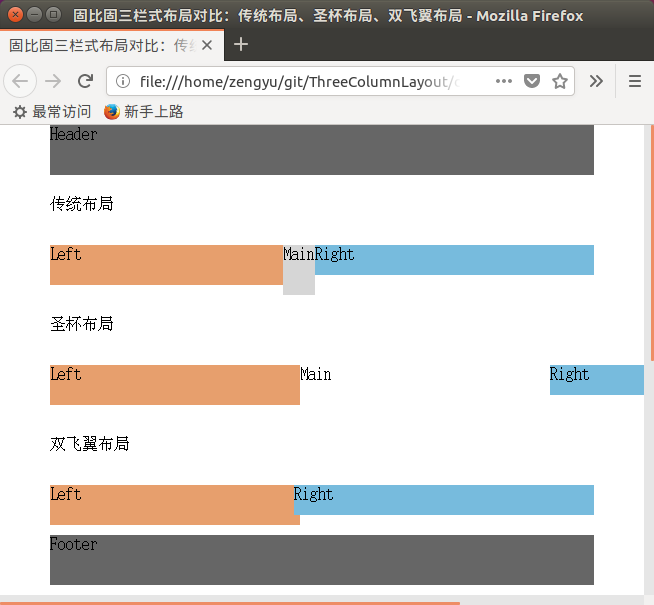 固比固三栏式布局对比：传统布局、圣杯布局、双飞翼布局 - Mozilla Firefox
固比固三栏式布局对比：传
file:///home/zengyu/git/ThreeColumnLayout/
最常访问 新手上路
Header
传统布局
Left Main Right
圣杯布局
Left Main Right
双飞翼布局
Left Right
Footer